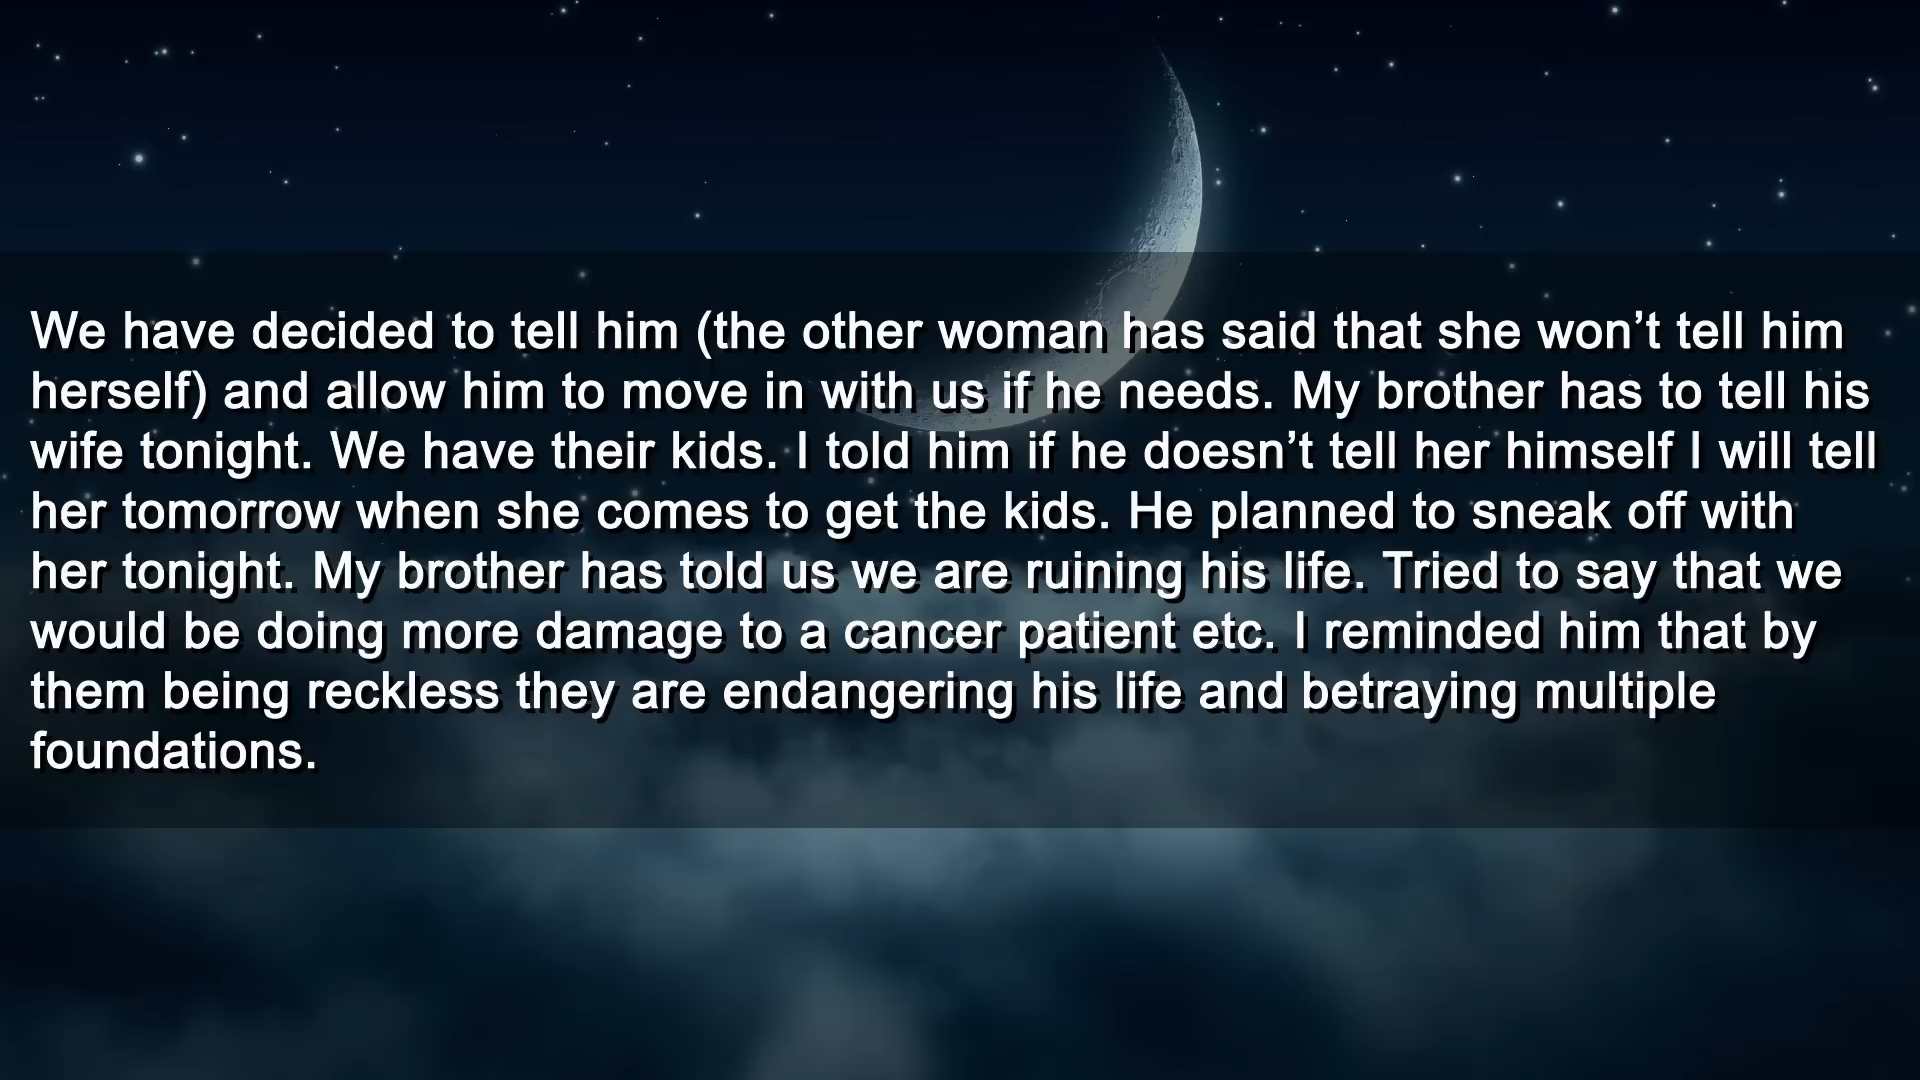 We have decided to tell him (the other woman has said that she won’t tell him
herself) and allow him to move in with us if he needs. My brother has to tell his
wife tonight. We have their kids. I told him if he doesn’t tell her himself I will tell
her tomorrow when she comes to get the kids. He planned to sneak off with
her tonight. My brother has told us we are ruining his life. Tried to say that we
would be doing more damage to a cancer patient etc. I reminded him that by
them being reckless they are endangering his life and betraying multiple
foundations.